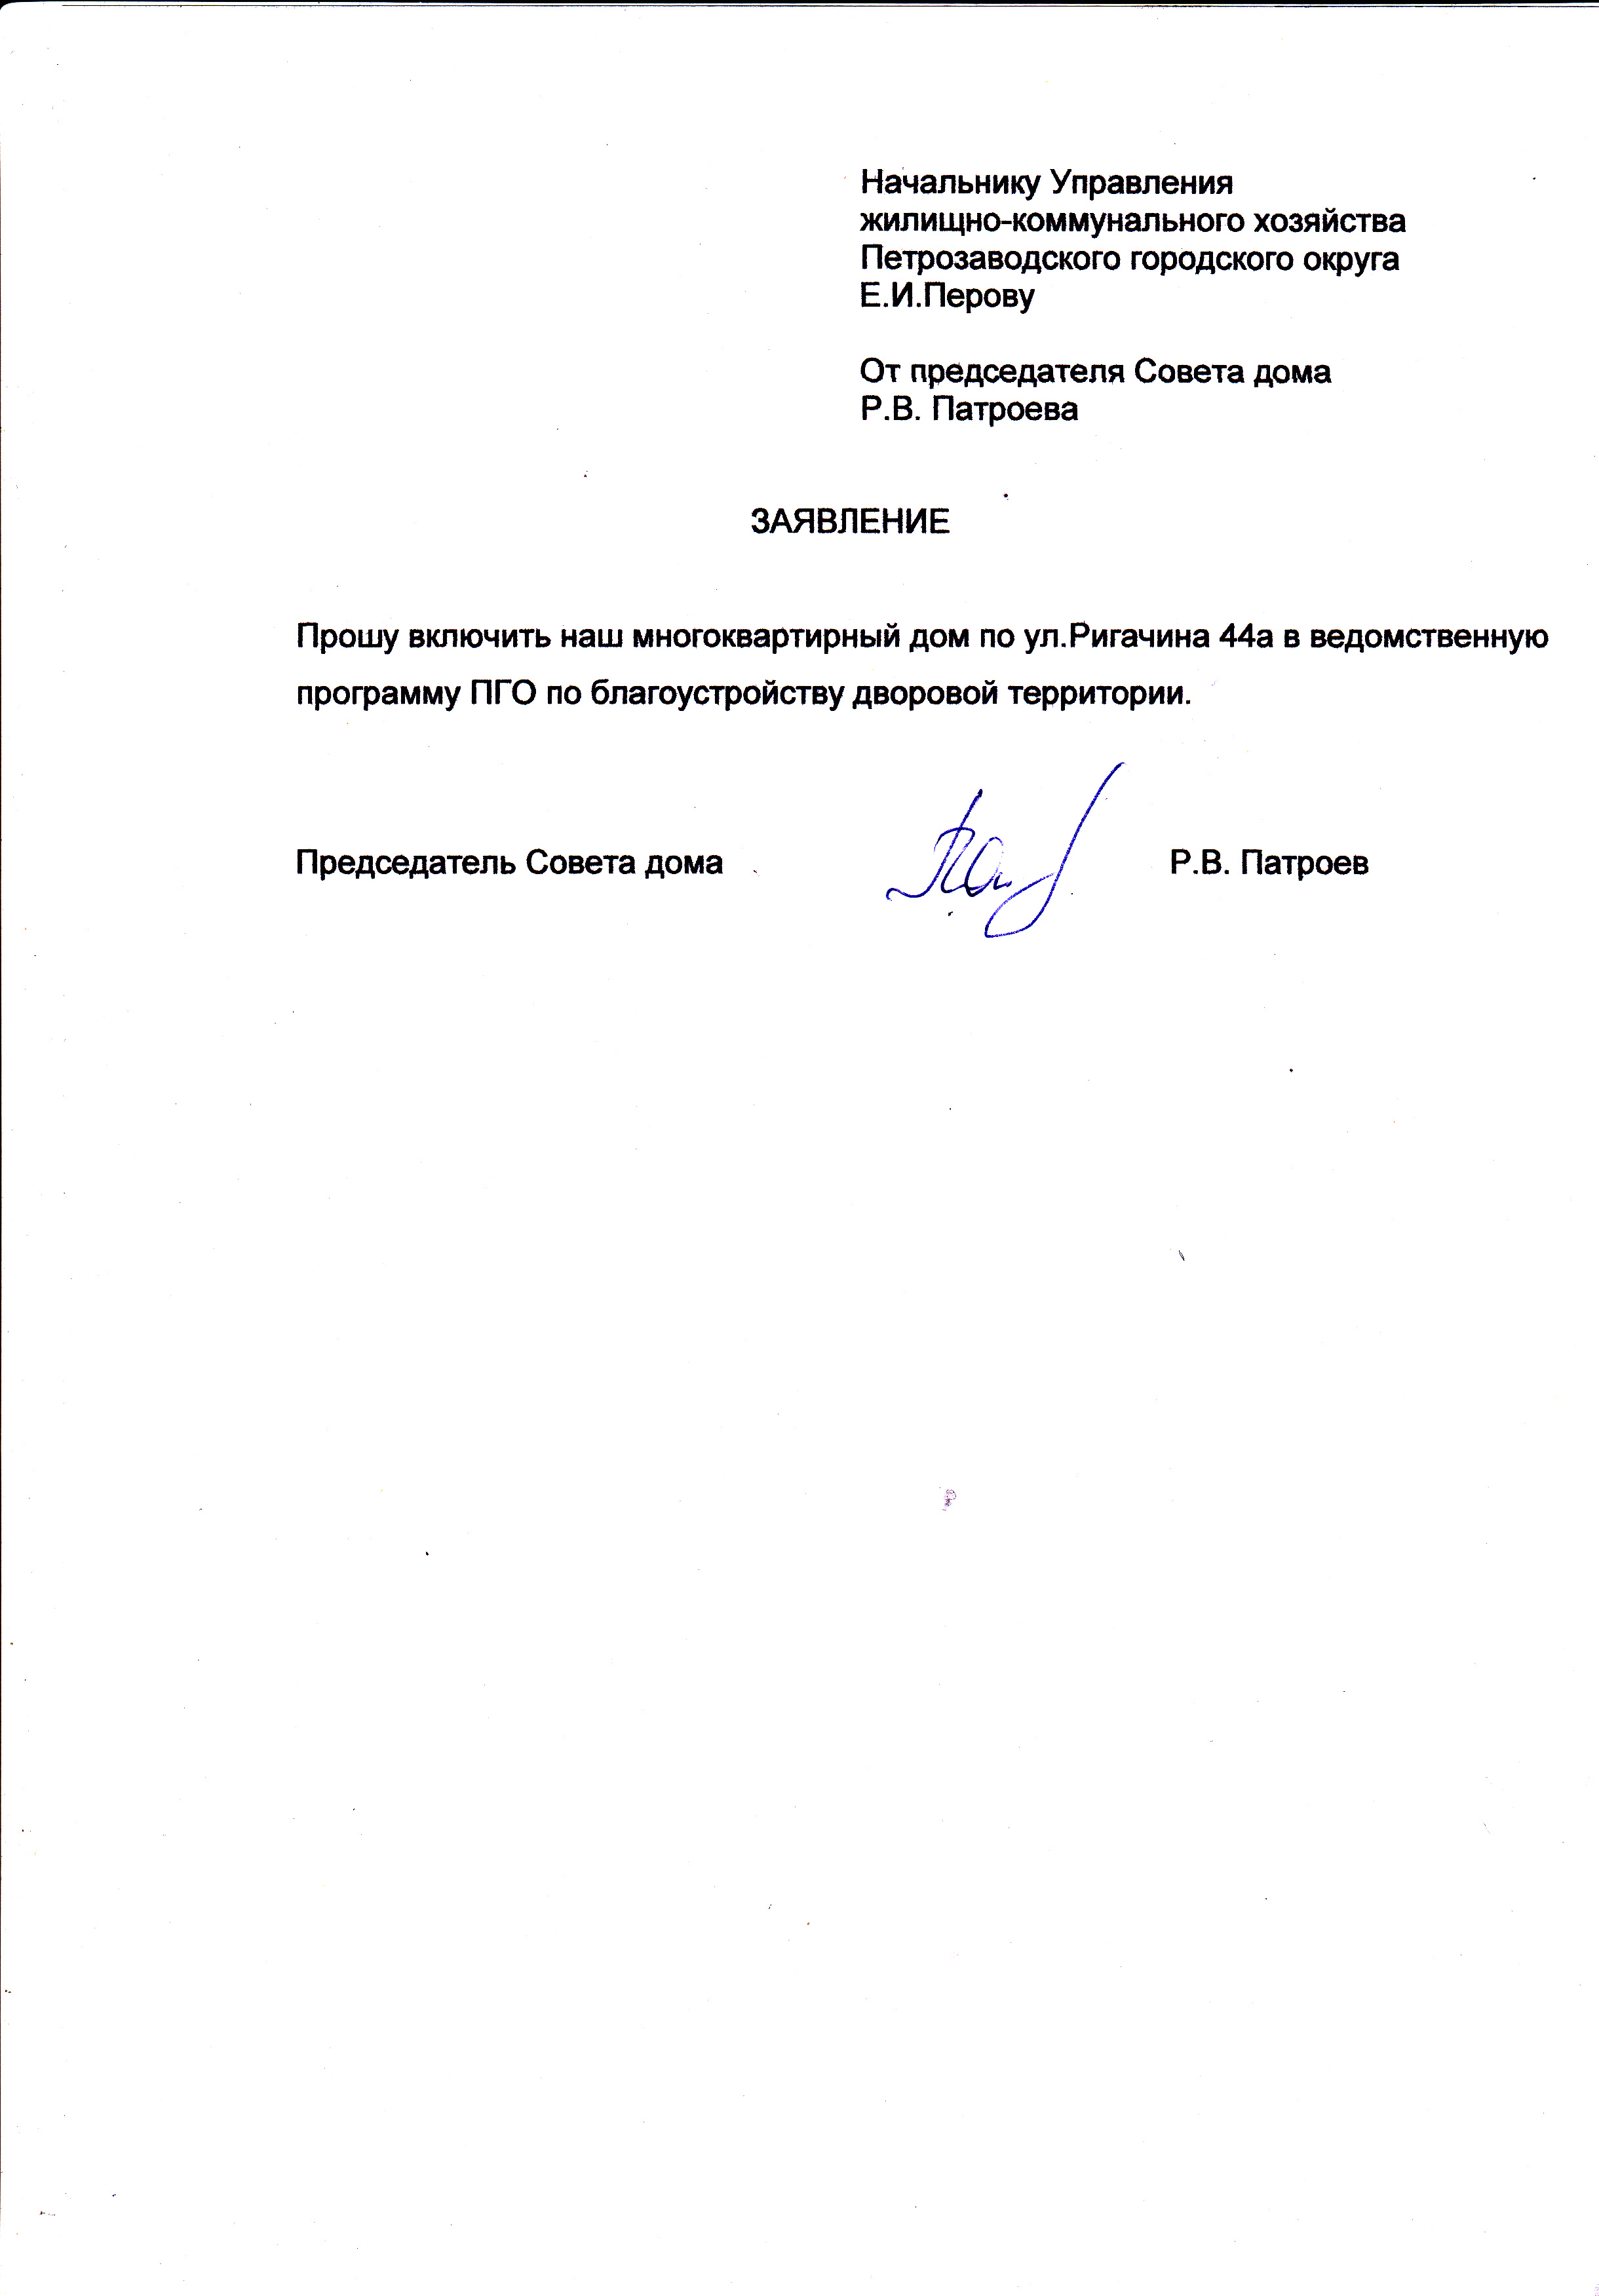 Начальнику Управления
жилищно-коммунального хозяйства
Петрозаводского городского округа
Е.И.Перову
От председателя Совета дома
Р.В. Патроева
ЗАЯВЛЕНИЕ
Прошу включить наш многоквартирный дом по ул.Ригачина 44а в ведомственную
программу ПГО по благоустройству дворовой территории.
Председатель Совета дома Р.В. Патроев